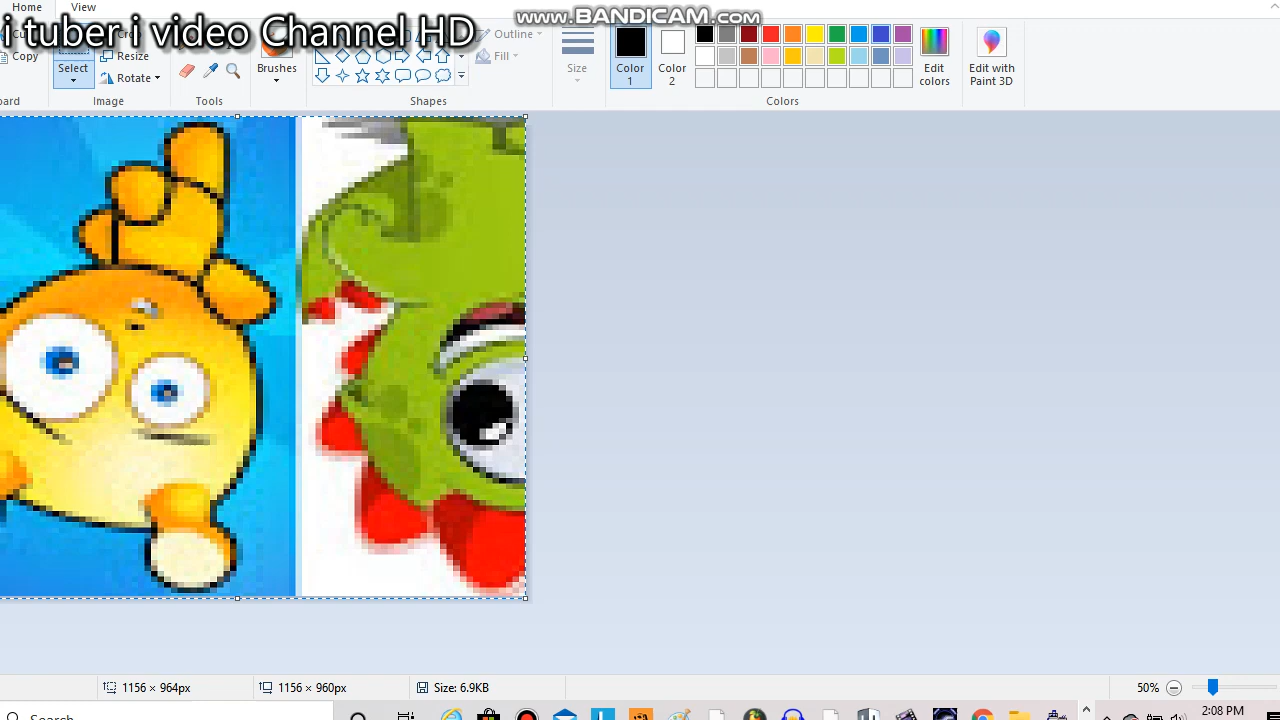 Home View
i tuber i video Channel HD
www.BANDICAM.com
Copy
Select
Resize
Rotate
Brushes
Outline
Fill
Size
Color 1
Color 2
Edit colors
Edit with Paint 3D
Image
Tools
Shapes
Colors
1156 × 964px
1156 × 960px
Size: 6.9KB
50%
Search
2:08 PM